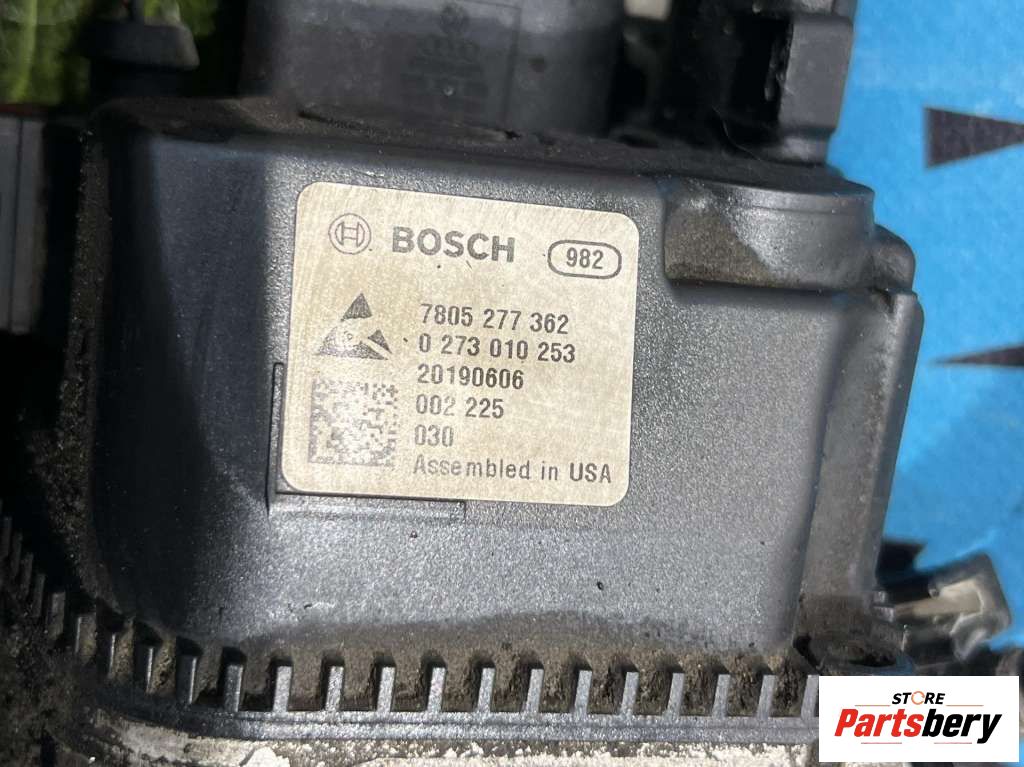 BOSCH 982
7805 277 362
0 273 010 253
20190606
002 225
030
Assembled in USA
STORE
Partsbery